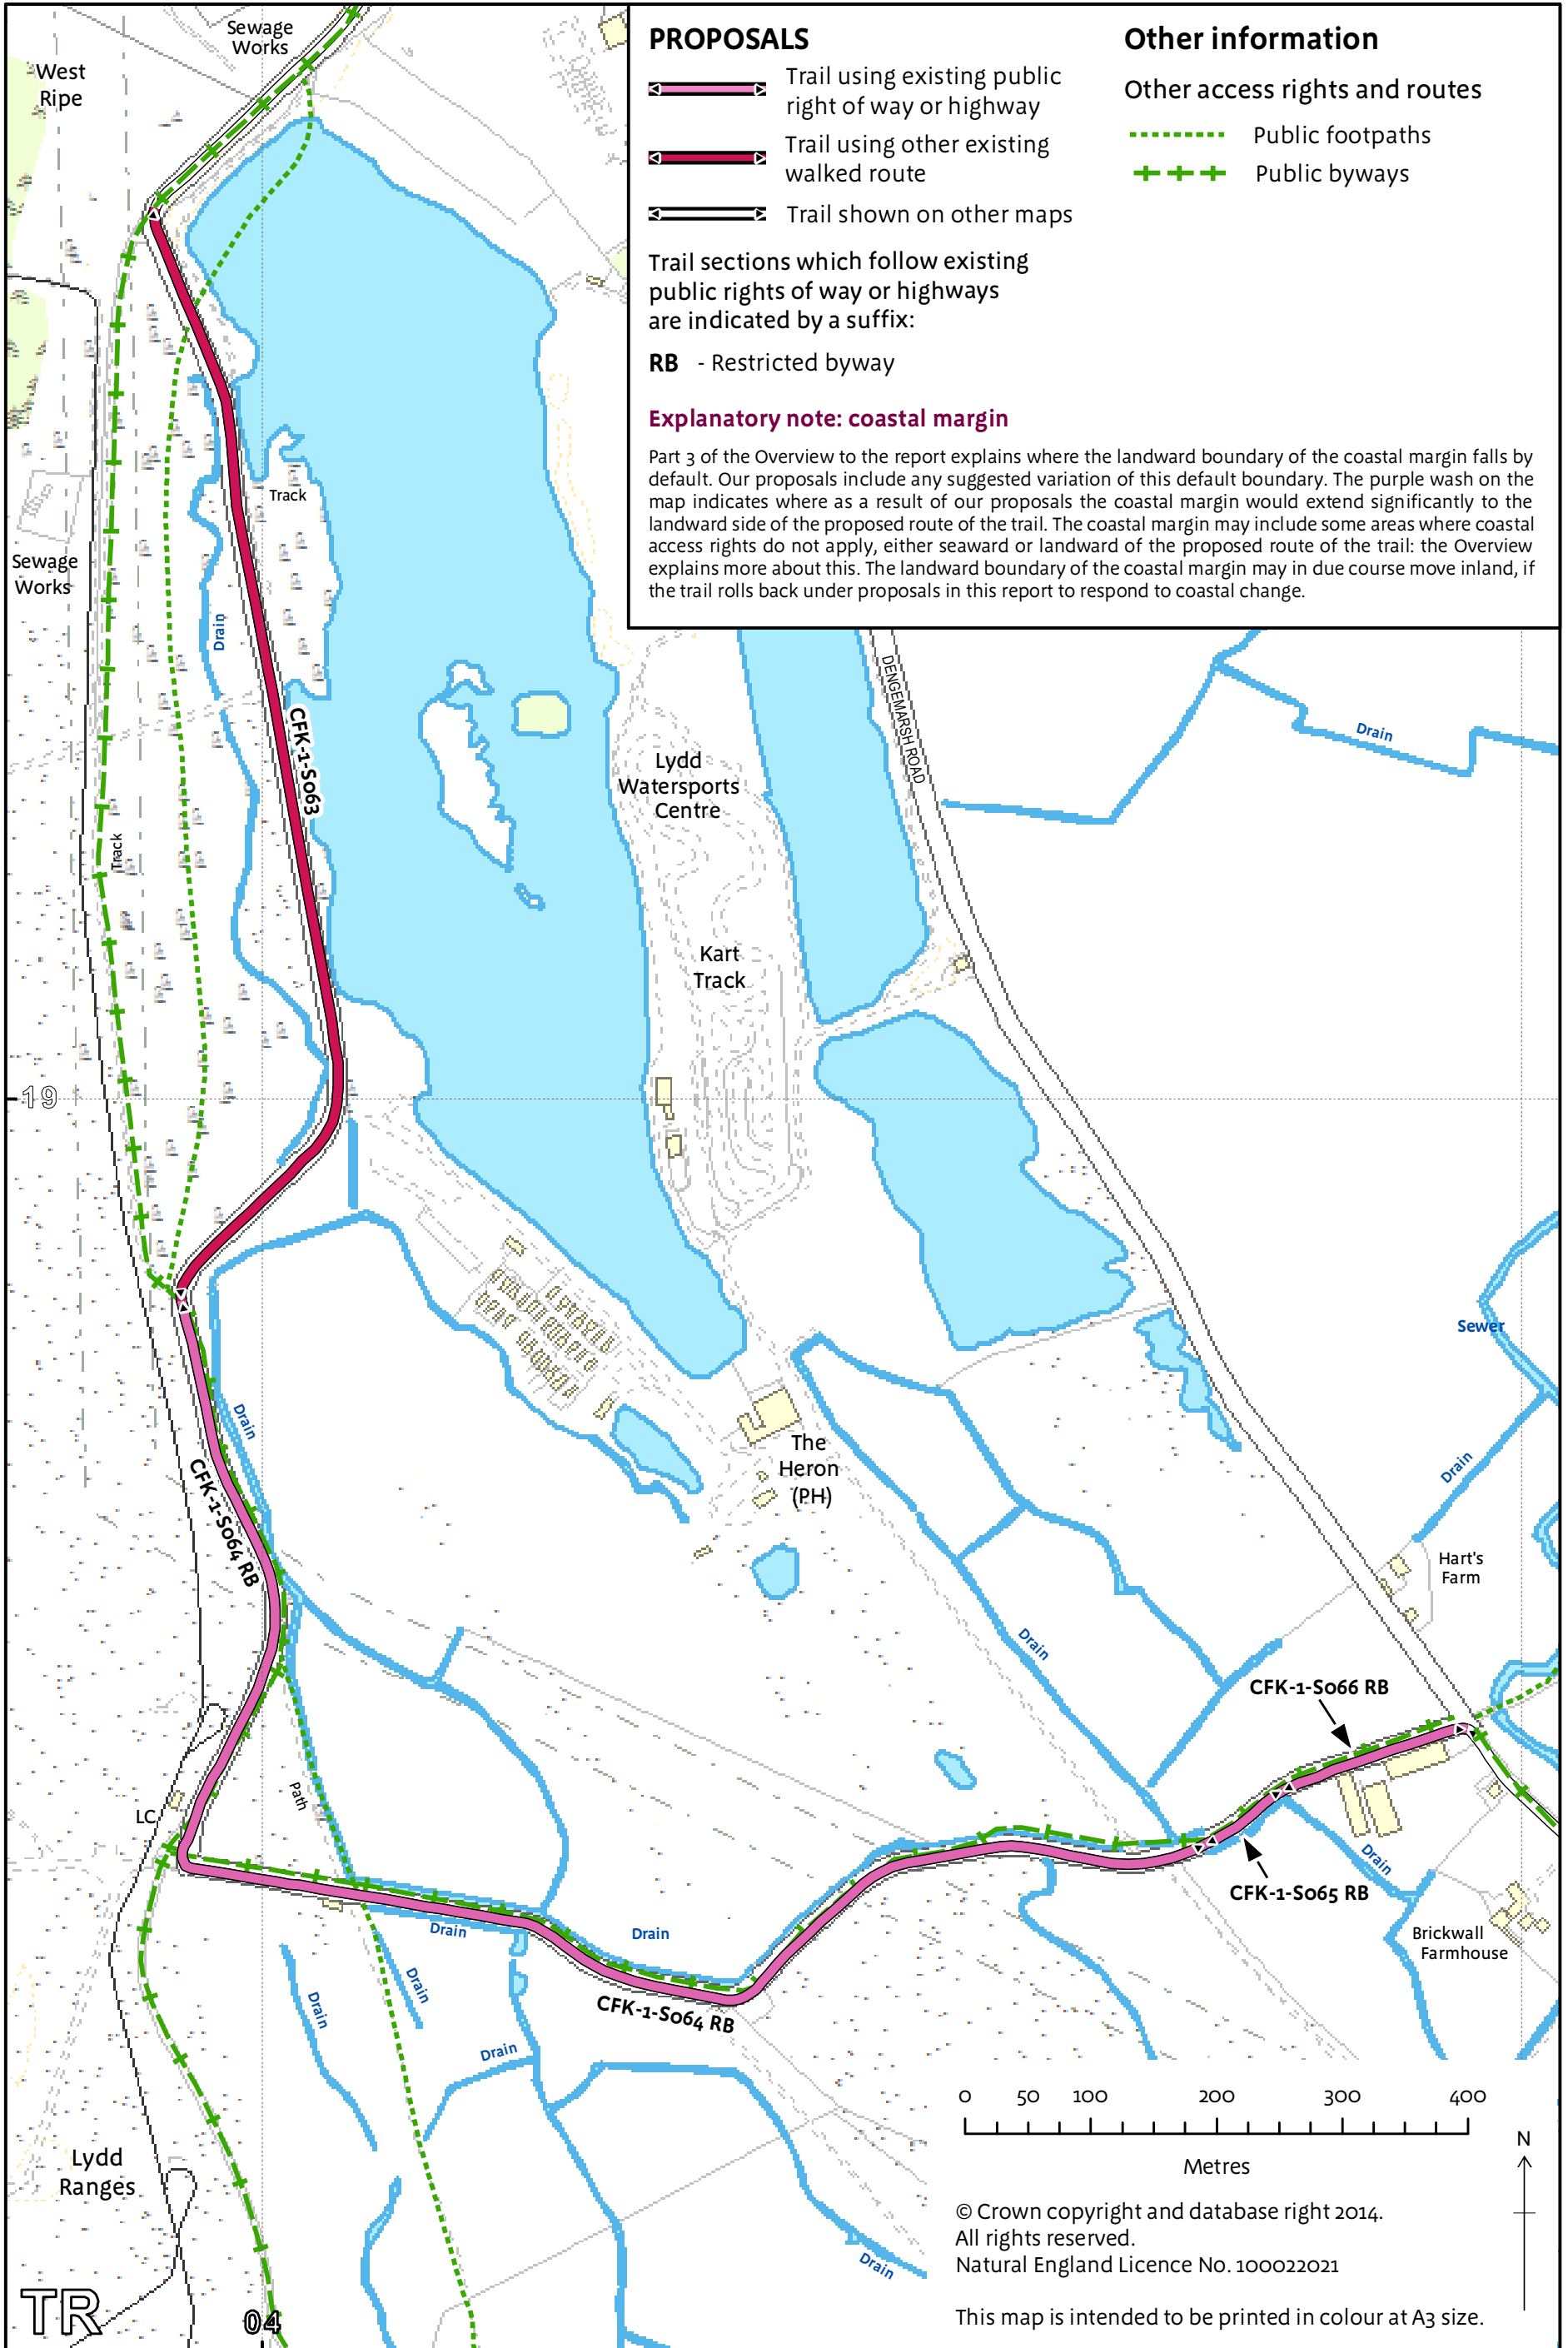 PROPOSALS
Trail using existing public
right of way or highway
Trail using other existing
walked route
Trail shown on other maps
Trail sections which follow existing
public rights of way or highways
are indicated by a suffix:
RB - Restricted byway
Other information
Other access rights and routes
Public footpaths
Public byways
Explanatory note: coastal margin
Part 3 of the Overview to the report explains where the landward boundary of the coastal margin falls by
default. Our proposals include any suggested variation of this default boundary. The purple wash on the
map indicates where as a result of our proposals the coastal margin would extend significantly to the
landward side of the proposed route of the trail. The coastal margin may include some areas where coastal
access rights do not apply, either seaward or landward of the proposed route of the trail: the Overview
explains more about this. The landward boundary of the coastal margin may in due course move inland, if
the trail rolls back under proposals in this report to respond to coastal change.
Sewage
Works
West
Ripe
Track
Sewage
Works
Drain
CFK-1-S063
DENGEMARSH ROAD
Drain
Lydd
Watersports
Centre
Track
Kart
Track
19
Sewer
Drain
Drain
The
Heron
(PH)
CFK-1-S064 RB
Hart's
Farm
Drain
CFK-1-S066 RB
Path
LC
Drain
CFK-1-S065 RB
Brickwall
Farmhouse
Drain
Drain
Drain
Drain
CFK-1-S064 RB
Drain
Lydd
Ranges
Drain
TR
04
0 50 100 200 300 400
Metres
N
© Crown copyright and database right 2014.
All rights reserved.
Natural England Licence No. 100022021
This map is intended to be printed in colour at A3 size.